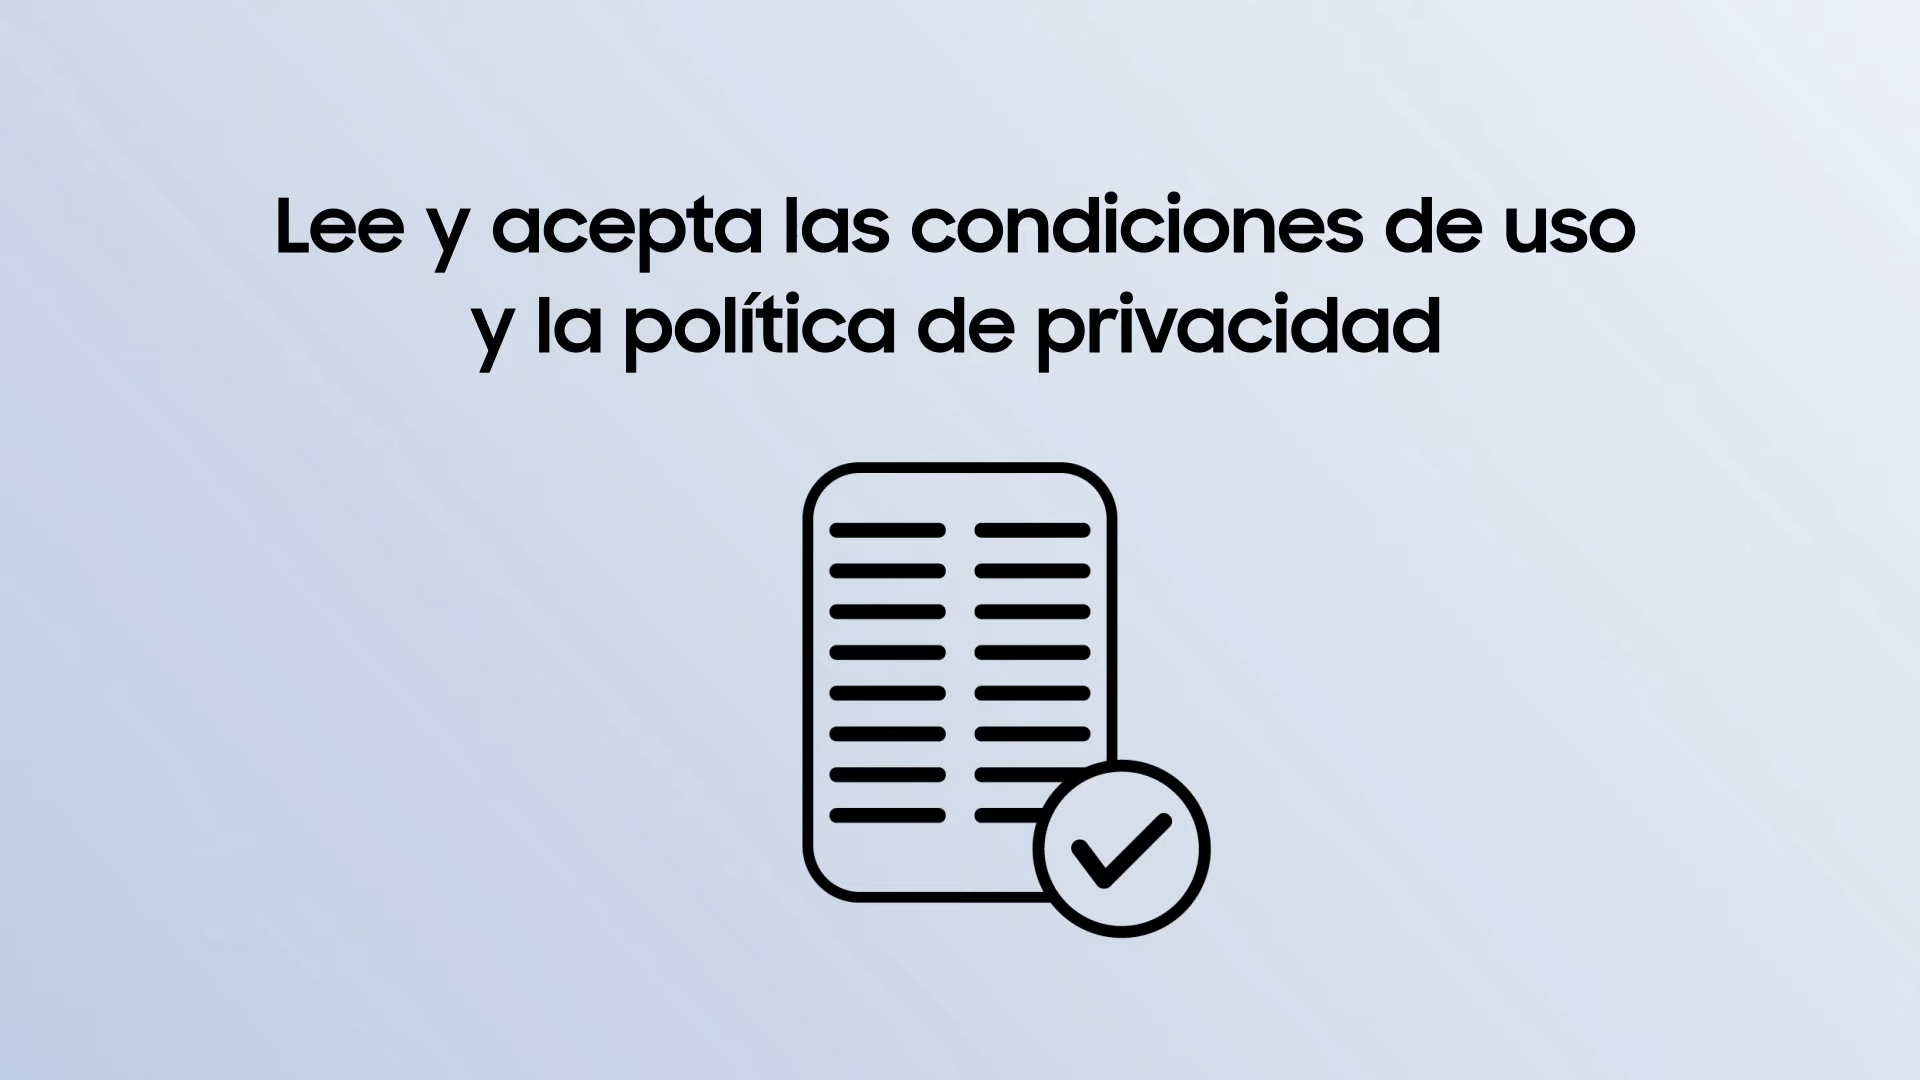 Lee y acepta las condiciones de uso
y la política de privacidad